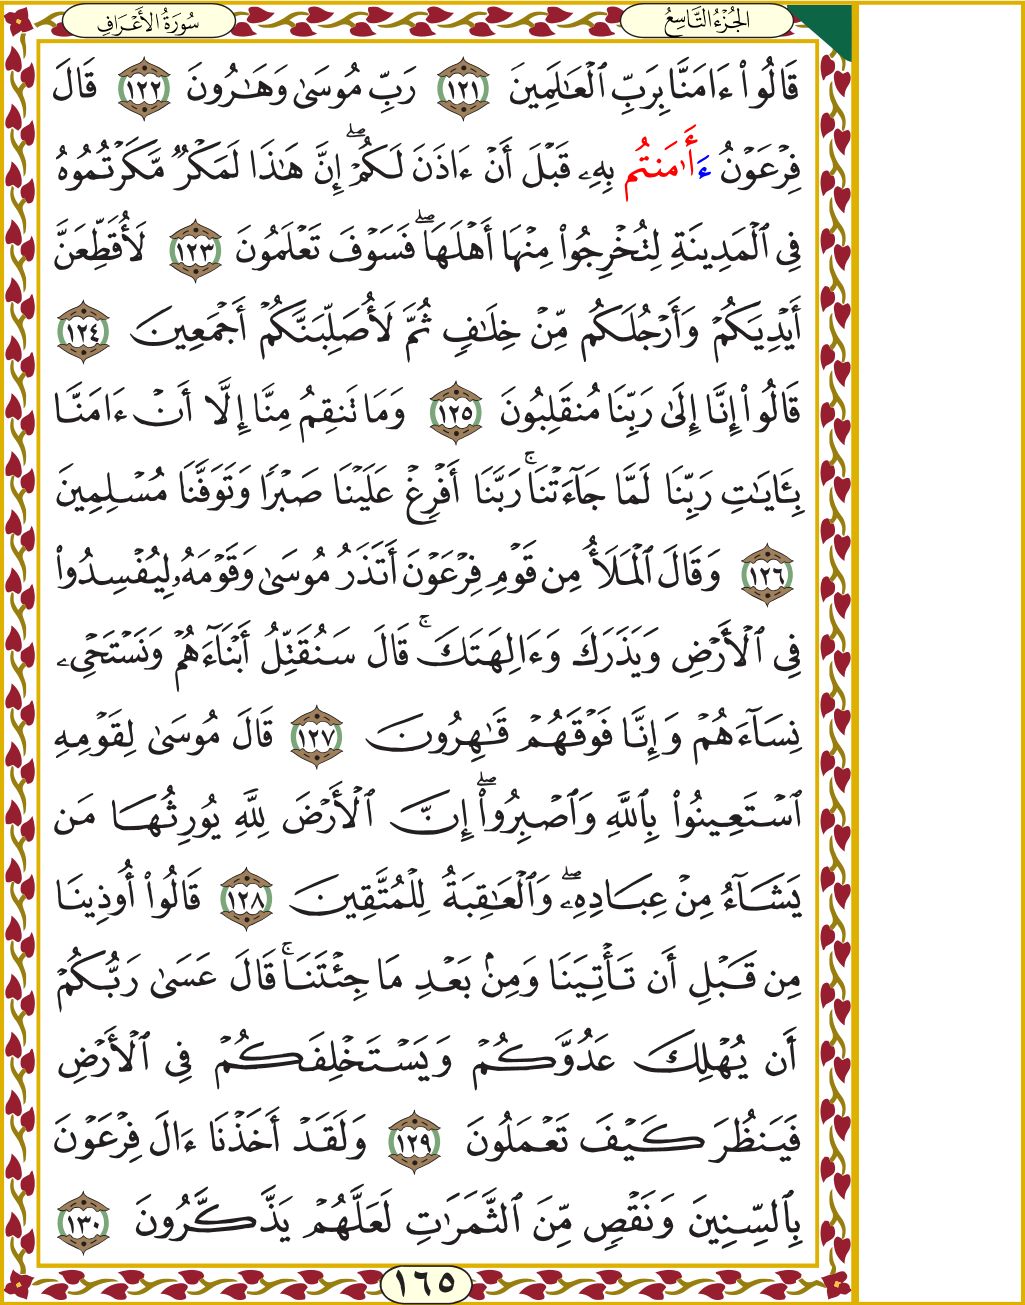 الجُزْءُ التَّاسِعُ
سُورَةُ الأَعْرَافِ
قَالُوا۟ ءَامَنَّا بِرَبِّ ٱلْعَـٰلَمِينَ ١٢١ رَبِّ مُوسَىٰ وَهَـٰرُونَ ١٢٢ قَالَ
فِرْعَوْنُ ءَأَٰمَنتُم بِهِۦ قَبْلَ أَنْ ءَاذَنَ لَكُمْ ۖ إِنَّ هَـٰذَا لَمَكْرٌ مَّكَرْتُمُوهُ
فِى ٱلْمَدِينَةِ لِتُخْرِجُوا۟ مِنْهَا أَهْلَهَا ۖ فَسَوْفَ تَعْلَمُونَ ١٢٣ لَأُقَطِّعَنَّ
أَيْدِيَكُمْ وَأَرْجُلَكُم مِّنْ خِلَـٰفٍ ثُمَّ لَأُصَلِّبَنَّكُمْ أَجْمَعِينَ ١٢٤
قَالُوا۟ إِنَّا إِلَىٰ رَبِّنَا مُنقَلِبُونَ ١٢٥ وَمَا تَنقِمُ مِنَّا إِلَّا أَنْ ءَامَنَّا
بِـَٔايَـٰتِ رَبِّنَا لَمَّا جَآءَتْنَا ۚ رَبَّنَا أَفْرِغْ عَلَيْنَا صَبْرًا وَتَوَفَّنَا مُسْلِمِينَ
١٢٦ وَقَالَ ٱلْمَلَأُ مِن قَوْمِ فِرْعَوْنَ أَتَذَرُ مُوسَىٰ وَقَوْمَهُۥ لِيُفْسِدُوا۟
فِى ٱلْأَرْضِ وَيَذَرَكَ وَءَالِهَتَكَ ۚ قَالَ سَنُقَتِّلُ أَبْنَآءَهُمْ وَنَسْتَحْىِۦ
نِسَآءَهُمْ وَإِنَّا فَوْقَهُمْ قَـٰهِرُونَ ١٢٧ قَالَ مُوسَىٰ لِقَوْمِهِ
ٱسْتَعِينُوا۟ بِٱللَّهِ وَٱصْبِرُوٓا۟ ۖ إِنَّ ٱلْأَرْضَ لِلَّهِ يُورِثُهَا مَن
يَشَآءُ مِنْ عِبَادِهِۦ ۖ وَٱلْعَـٰقِبَةُ لِلْمُتَّقِينَ ١٢٨ قَالُوٓا۟ أُوذِينَا
مِن قَبْلِ أَن تَأْتِيَنَا وَمِنۢ بَعْدِ مَا جِئْتَنَا ۚ قَالَ عَسَىٰ رَبُّكُمْ
أَن يُهْلِكَ عَدُوَّكُمْ وَيَسْتَخْلِفَكُمْ فِى ٱلْأَرْضِ
فَيَنظُرَ كَيْفَ تَعْمَلُونَ ١٢٩ وَلَقَدْ أَخَذْنَا ءَالَ فِرْعَوْنَ
بِٱلسِّنِينَ وَنَقْصٍ مِّنَ ٱلثَّمَرَٰتِ لَعَلَّهُمْ يَذَّكَّرُونَ ١٣٠
١٦٥